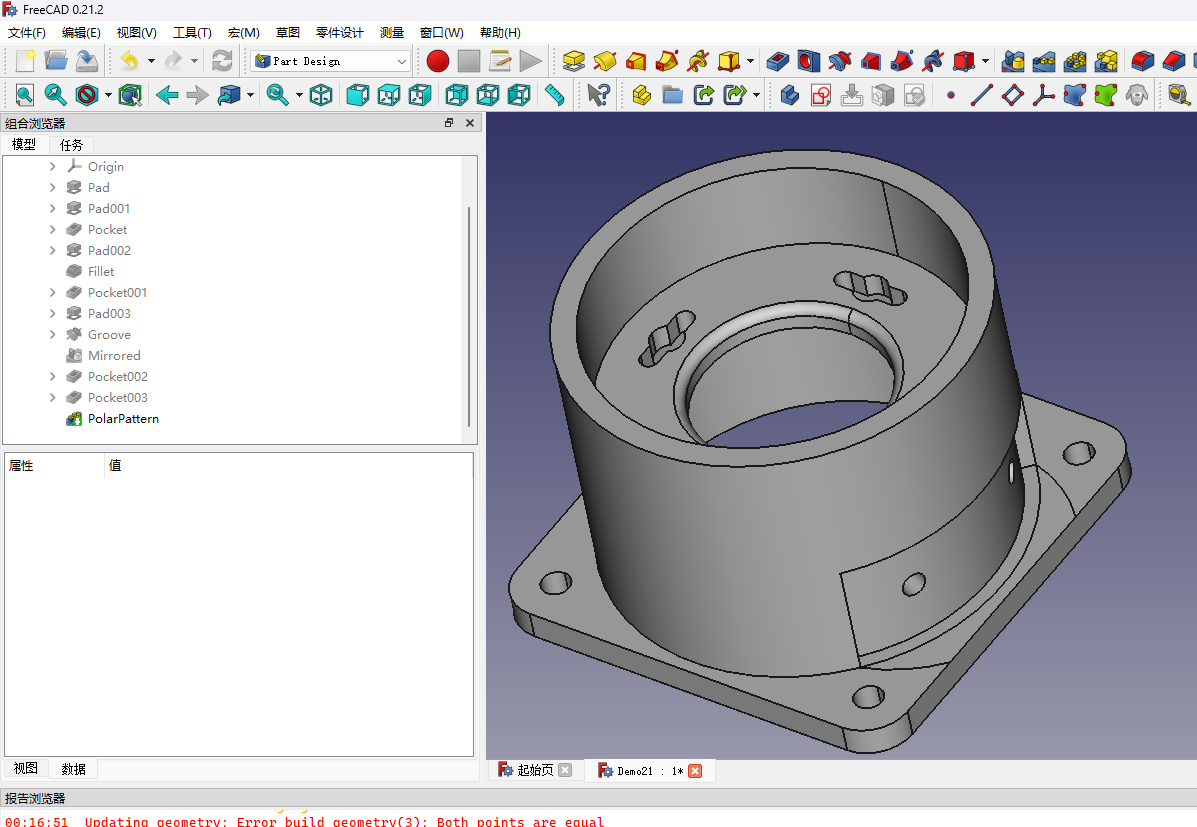 FreeCAD 0.21.2
文件(F) 编辑(E) 视图(V) 工具(T) 宏(M) 草图 零件设计 测量 窗口(W) 帮助(H)
Part Design
组合浏览器
模型 任务
Origin
Pad
Pad001
Pocket
Pad002
Fillet
Pocket001
Pad003
Groove
Mirrored
Pocket002
Pocket003
PolarPattern
属性 值
视图 数据
起始页 Demo21 : 1*
报告浏览器
00:16:51 Updating geometry: Error build geometry(3): Both points are equal